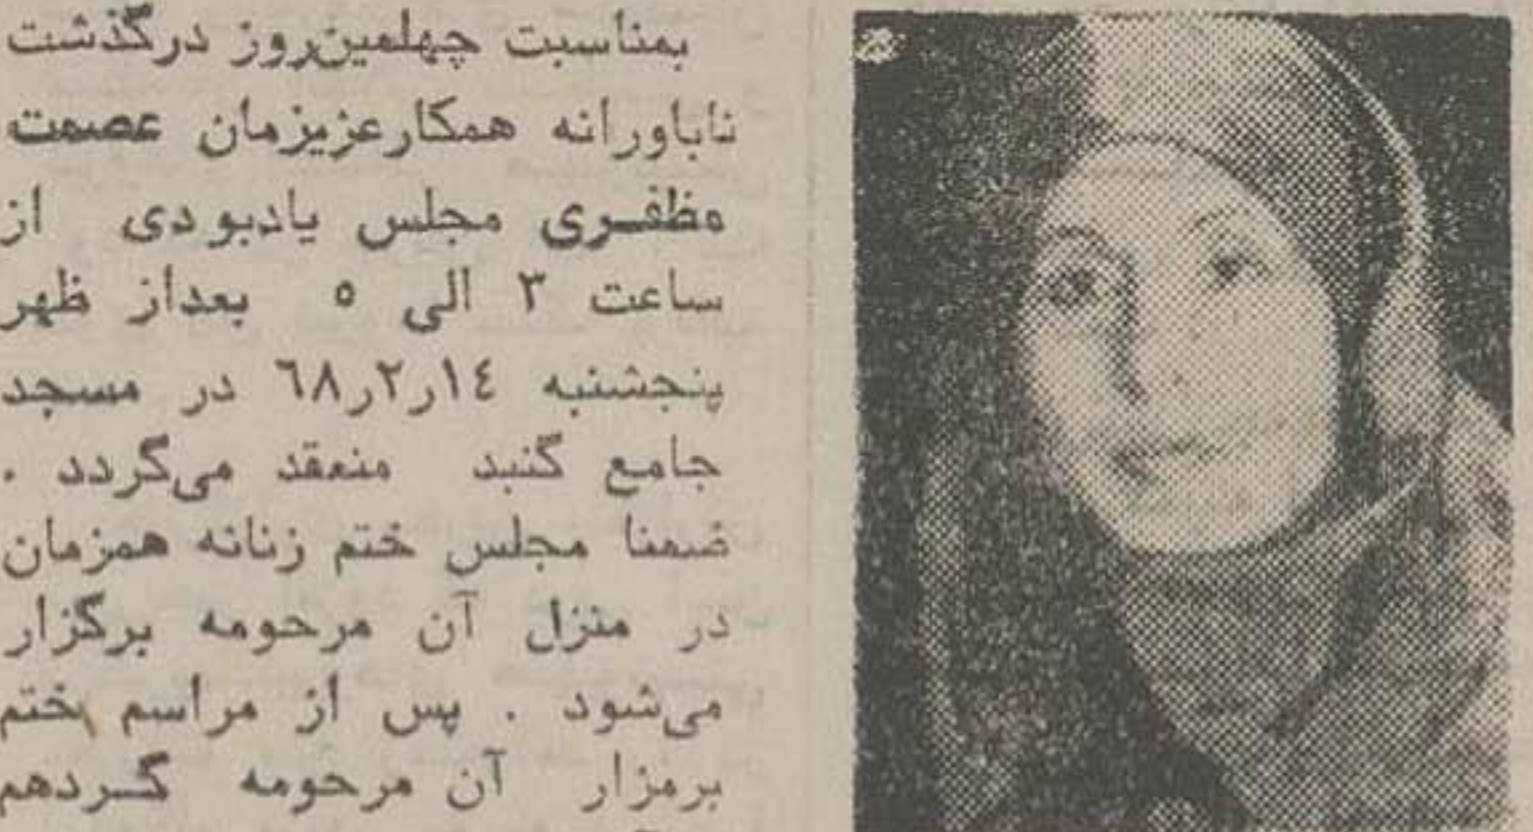 بمناسبت چهلمین‌روز درگذشت
ناباورانه همکارعزیزمان عصمت
مظفری مجلس یادبودی از
ساعت ۳ الی ۵ بعداز ظهر
پنجشنبه ۱٤ر۲ر٦۸ در مسجد
جامع گنبد منعقد می‌گردد .
ضمنا مجلس ختم زنانه همزمان
در منزل آن مرحومه برگزار
می‌شود . پس از مراسم ختم
برمزار آن مرحومه گردهم